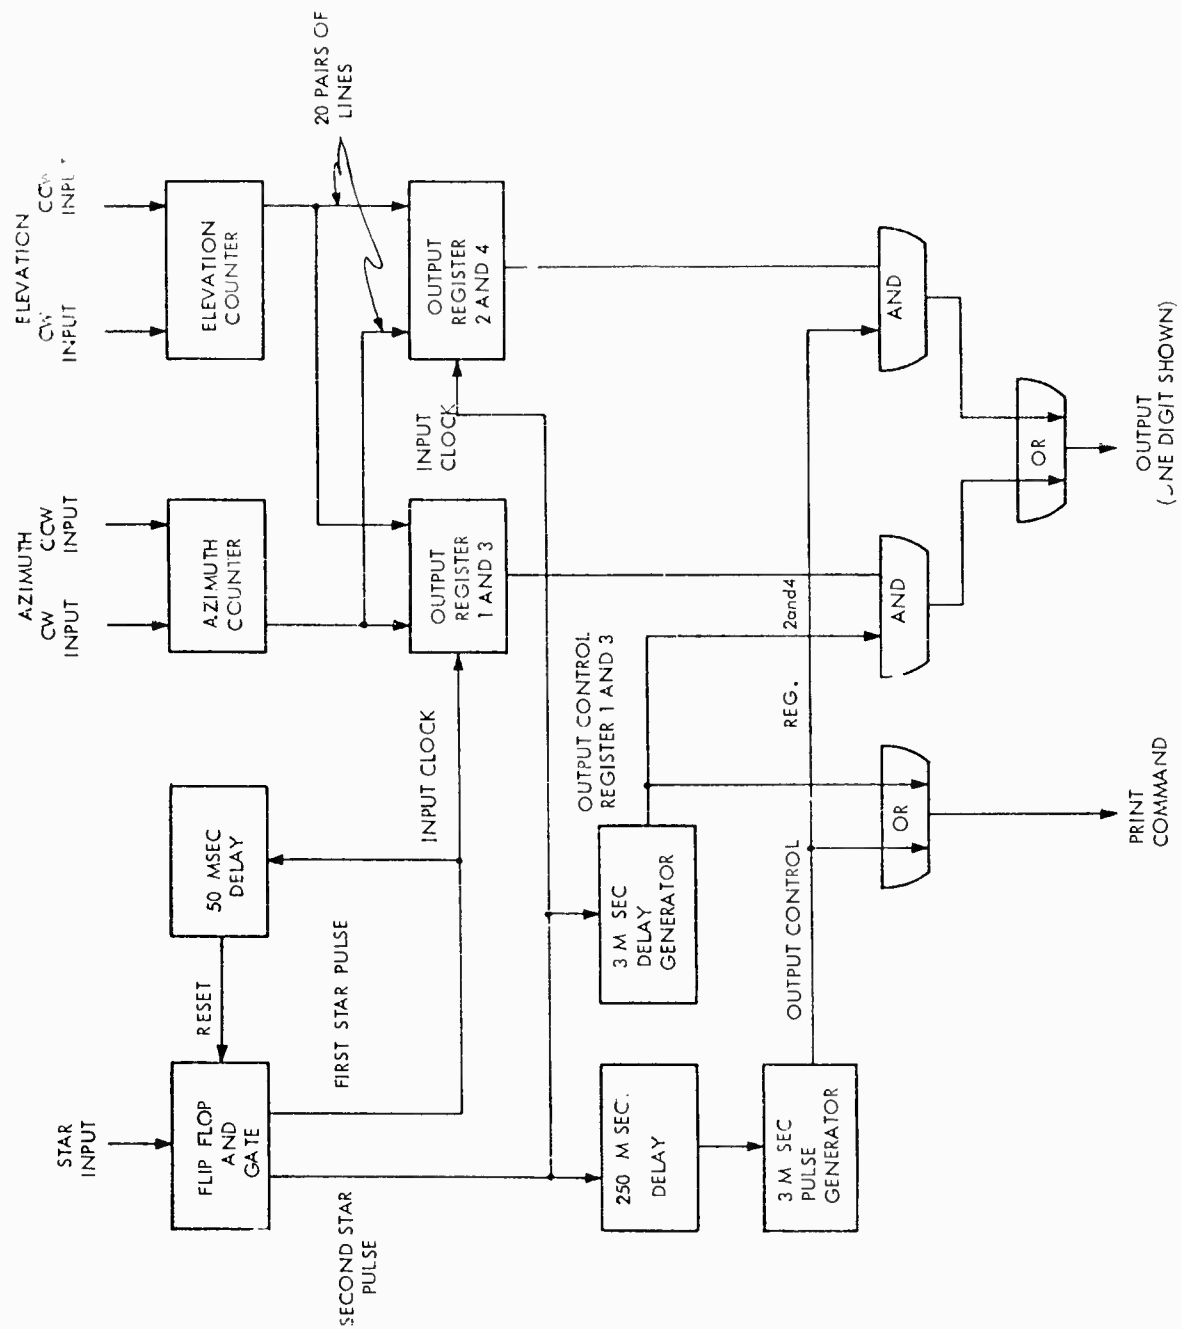 STAR
INPUT
AZIMUTH
CW
INPUT
CCW
INPUT
ELEVATION
CW
INPUT
FLIP FLOP
AND
GATE
RESET
50 MSEC
DELAY
AZIMUTH
COUNTER
ELEVATION
COUNTER
SECOND STAR
PULSE
FIRST STAR PULSE
INPUT CLOCK
20 PAIRS OF
LINES
OUTPUT
REGISTER
1 AND 3
INPUT
CLOCK
OUTPUT
REGISTER
2 AND 4
250 M SEC.
DELAY
3 M SEC
DELAY
GENERATOR
OUTPUT CONTROL
REGISTER 1 AND 3
3 M SEC
PULSE
GENERATOR
OUTPUT CONTROL
REG.
2and4
OR
AND
AND
OR
PRINT
COMMAND
OUTPUT
DIGIT SHOWN)